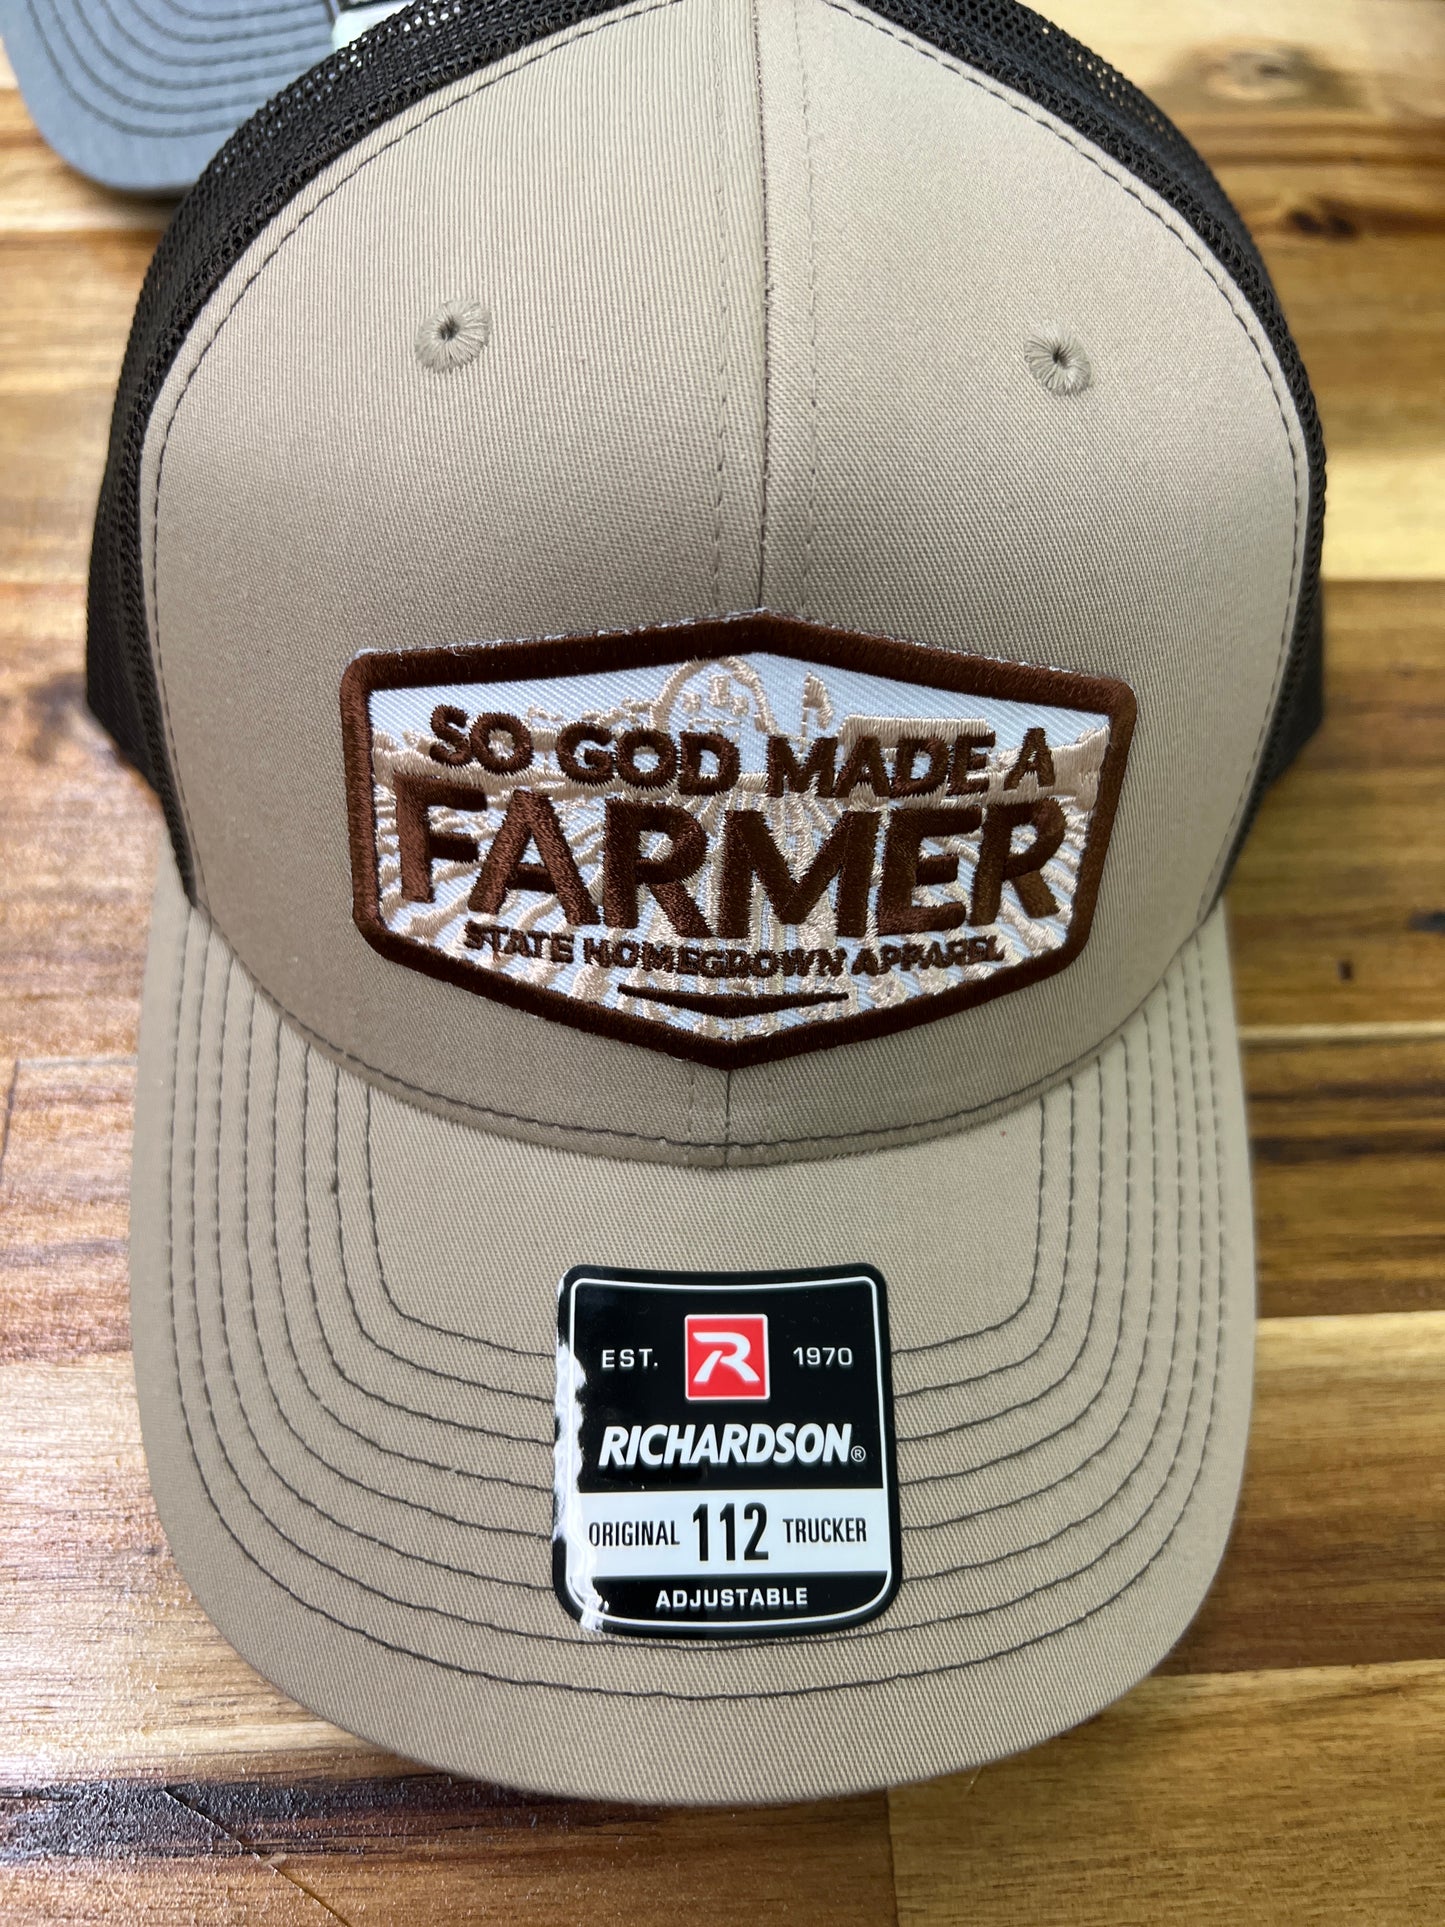 SO GOD MADE A
FARMER
STATE HOMEGROWN APPAREL
EST. R 1970
RICHARDSON®
ORIGINAL 112 TRUCKER
ADJUSTABLE